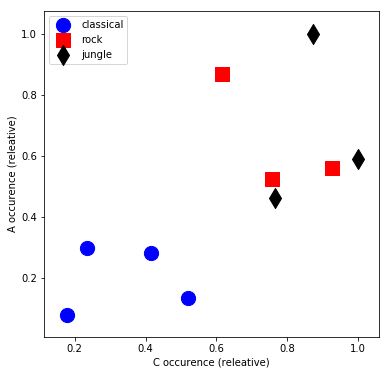 classical
rock
jungle
1.0
0.8
0.6
0.4
0.2
A occurence (releative)
0.2
0.4
0.6
0.8
1.0
C occurence (releative)